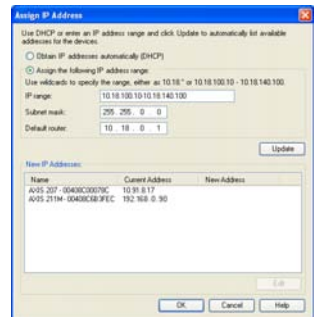 Assign IP Address
Use DHCP or enter an IP address range and click Update to automatically list available
addresses for the devices.
Obtain IP addresses automatically (DHCP)
Assign the following IP address range:
Use wildcards to specify the range, either as 10.18.* or 10.18.100.10 - 10.18.140.100.
IP range: 10.18.100.10-10.18.140.100
Subnet mask: 255 . 255 . 0 . 0
Default router: 10 . 18 . 0 . 1
Update
New IP Addresses:
Name Current Address New Address
AXIS 207 - 00408C00078C 10.91.8.17
AXIS 211M - 00408C6B3FEC 192.168.0.90
Edit
OK Cancel Help